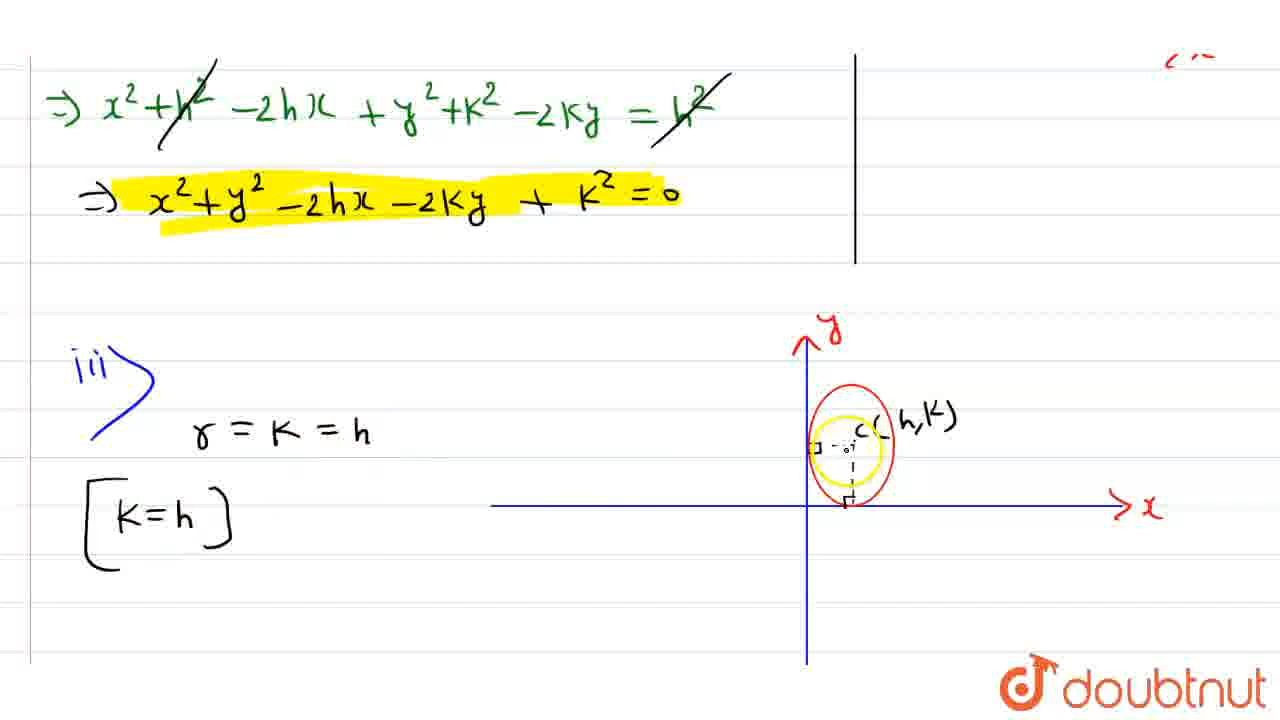 ⇒ x² + h² - 2hx + y² + k² - 2ky = h²
⇒ x² + y² - 2hx - 2ky + k² = 0
iii>
r = k = h
[k = h]
y
c(h,k)
x
doubtnut